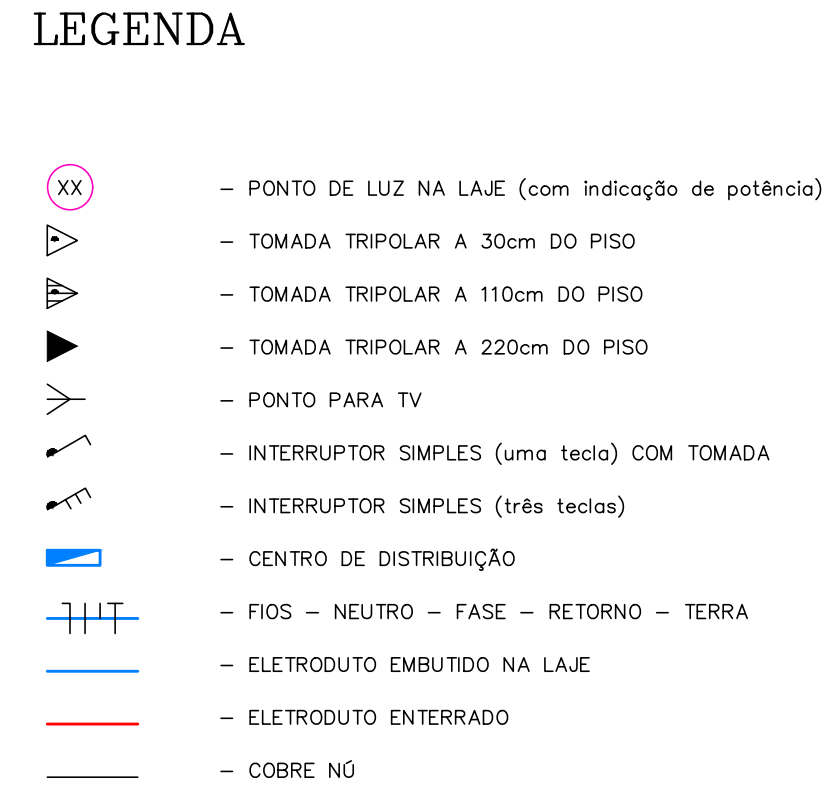 LEGENDA
XX - PONTO DE LUZ NA LAJE (com indicação de potência)
- TOMADA TRIPOLAR A 30cm DO PISO
- TOMADA TRIPOLAR A 110cm DO PISO
- TOMADA TRIPOLAR A 220cm DO PISO
- PONTO PARA TV
- INTERRUPTOR SIMPLES (uma tecla) COM TOMADA
- INTERRUPTOR SIMPLES (três teclas)
- CENTRO DE DISTRIBUIÇÃO
- FIOS - NEUTRO - FASE - RETORNO - TERRA
- ELETRODUTO EMBUTIDO NA LAJE
- ELETRODUTO ENTERRADO
- COBRE NÚ